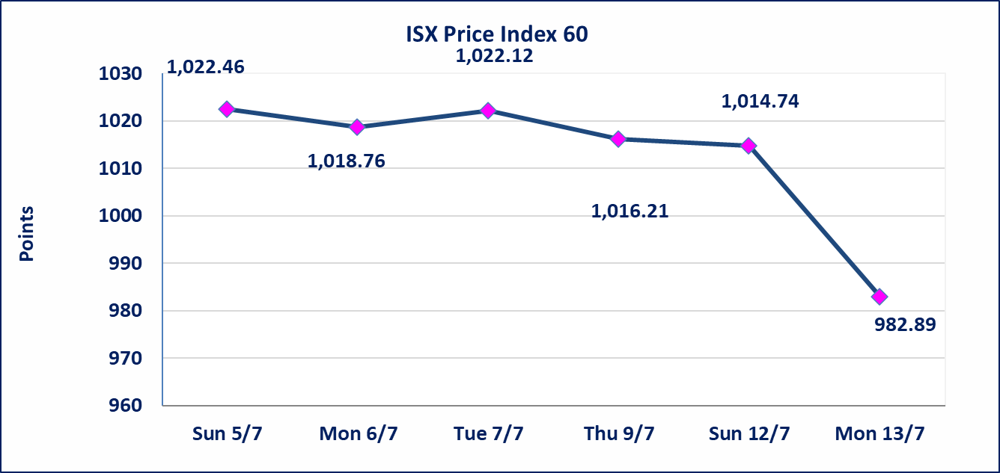 ISX Price Index 60
1,022.46
1,018.76
1,022.12
1,016.21
1,014.74
982.89
Points
1030
1020
1010
1000
990
980
970
960
Sun 5/7
Mon 6/7
Tue 7/7
Thu 9/7
Sun 12/7
Mon 13/7